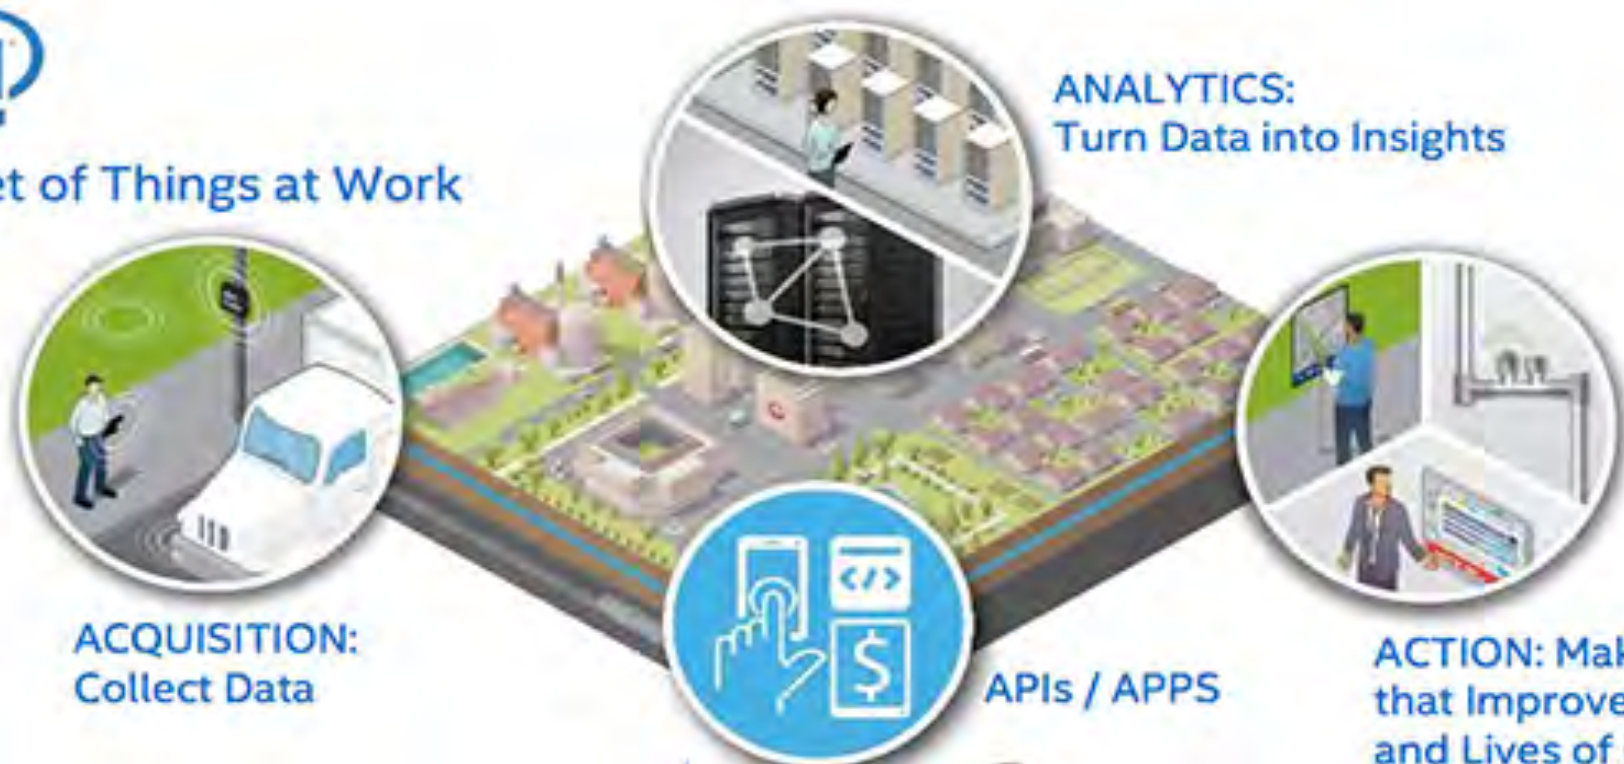 et of Things at Work
ANALYTICS:
Turn Data into Insights
ACQUISITION:
Collect Data
</>
$
APIs / APPS
ACTION: Mak
that Improve
and Lives of